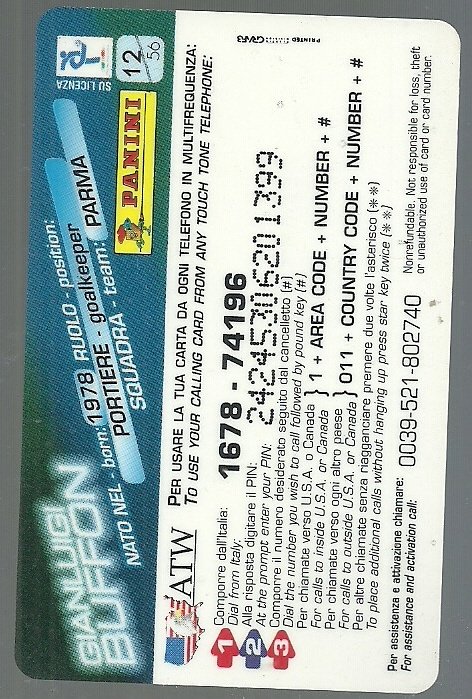 GIANLUIGI
BUFFON
NATO NEL - born: 1978 RUOLO - position:
PORTIERE - goalkeeper
SQUADRA - team: PARMA
SU LICENZA
12/56
PANINI
ATW
PER USARE LA TUA CARTA DA OGNI TELEFONO IN MULTIFREQUENZA:
TO USE YOUR CALLING CARD FROM ANY TOUCH TONE TELEPHONE:
1 Comporre dall'Italia:
Dial from Italy: 1678 - 74196
2 Alla risposta digitare il PIN:
At the prompt enter your PIN: 24245306201399
3 Comporre il numero desiderato seguito dal cancelletto (#)
Dial the number you wish to call followed by pound key (#)
Per chiamate verso U.S.A. o Canada
For calls to inside U.S.A. or Canada } 1 + AREA CODE + NUMBER + #
Per chiamate verso ogni altro paese
For calls to outside U.S.A. or Canada } 011 + COUNTRY CODE + NUMBER + #
Per altre chiamate senza riagganciare premere due volte l'asterisco (**)
To place additional calls without hanging up press star key twice (**)
Per assistenza e attivazione chiamare:
For assistance and activation call: 0039-521-802740
Nonrefundable. Not responsible for loss, theft
or unauthorized use of card or card number.
PRINTED